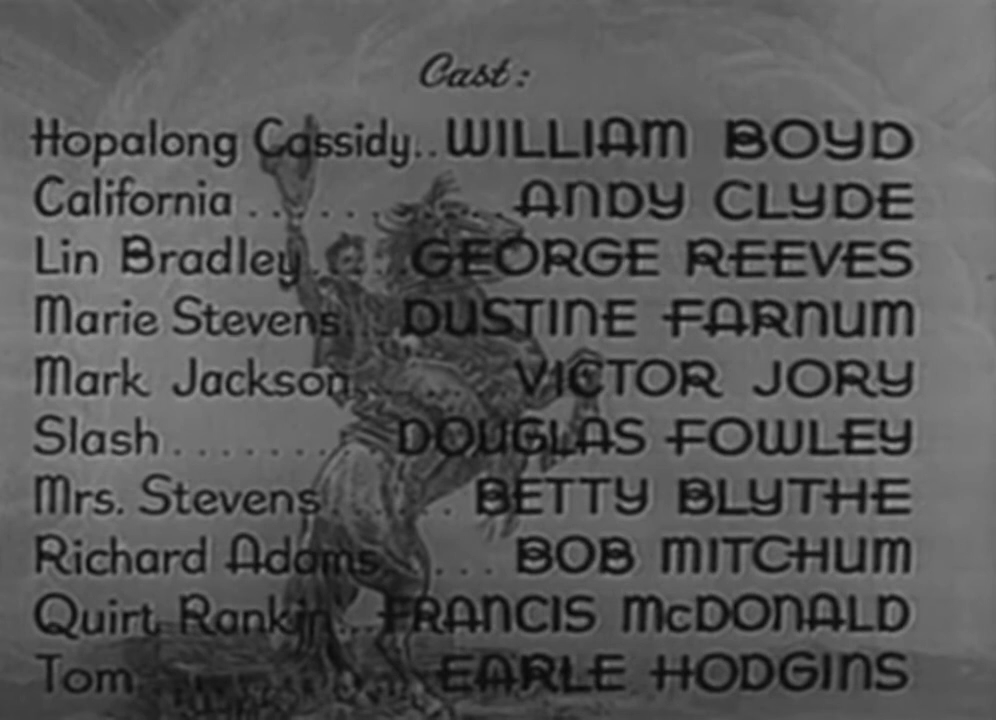 Cast:
Hopalong Cassidy..WILLIAM BOYD
California ........ ANDY CLYDE
Lin Bradley.....GEORGE REEVES
Marie Stevens...DUSTINE FARNUM
Mark Jackson.... VICTOR JORY
Slash........DOUGLAS FOWLEY
Mrs. Stevens.....BETTY BLYTHE
Richard Adams ....BOB MITCHUM
Quirt Rankin..FRANCIS McDONALD
Tom..........EARLE HODGINS